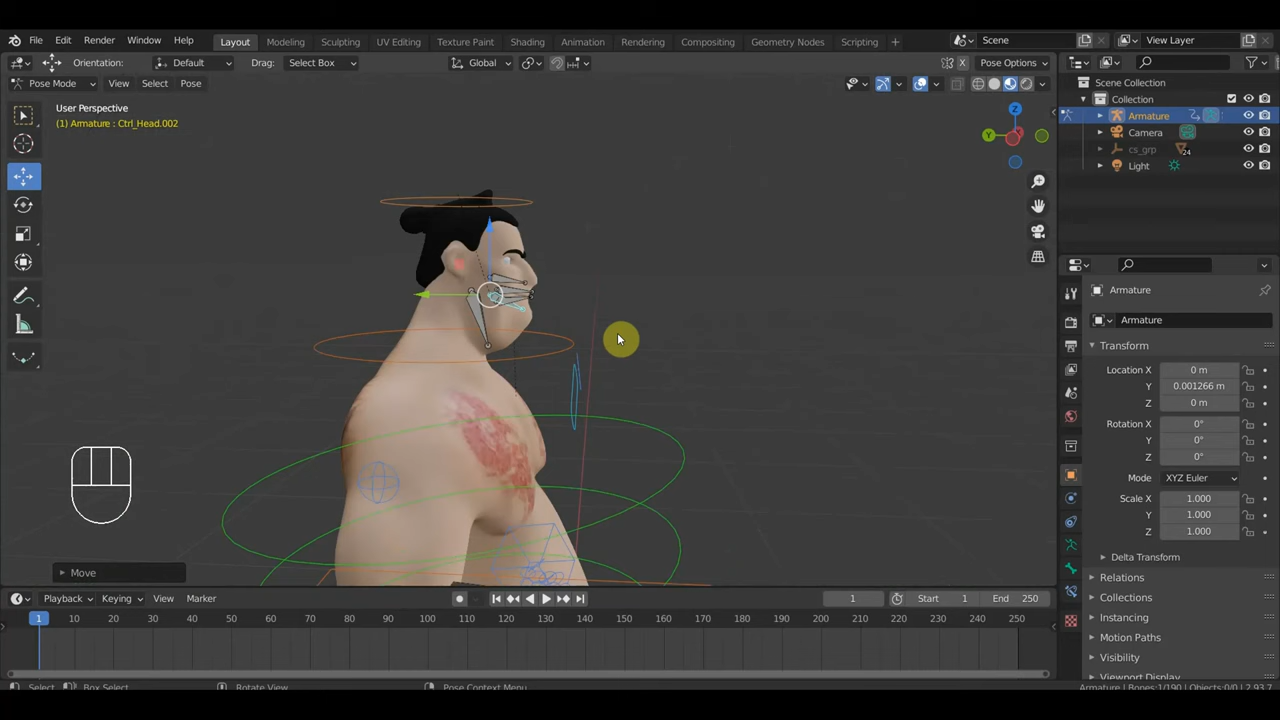 File Edit Render Window Help Layout Modeling Sculpting UV Editing Texture Paint Shading Animation Rendering Compositing Geometry Nodes Scripting + Scene View Layer
Orientation: Default Drag: Select Box Global X Pose Options
Pose Mode View Select Pose
User Perspective
(1) Armature : Ctrl_Head.002
Z
Y
Scene Collection
Collection
Armature
Camera
cs_grp 24
Light
Armature
Armature
Transform
Location X 0 m
Y 0.001266 m
Z 0 m
Rotation X 0°
Y 0°
Z 0°
Mode XYZ Euler
Scale X 1.000
Y 1.000
Z 1.000
Delta Transform
Relations
Collections
Instancing
Motion Paths
Visibility
Viewport Display
Move
Playback Keying View Marker 1 Start 1 End 250
1 10 20 30 40 50 60 70 80 90 100 110 120 130 140 150 160 170 180 190 200 210 220 230 240 250
Select Box Select Rotate View Pose Context Menu Armature | Bones:1/190 | Objects:0/0 | 2.93.7